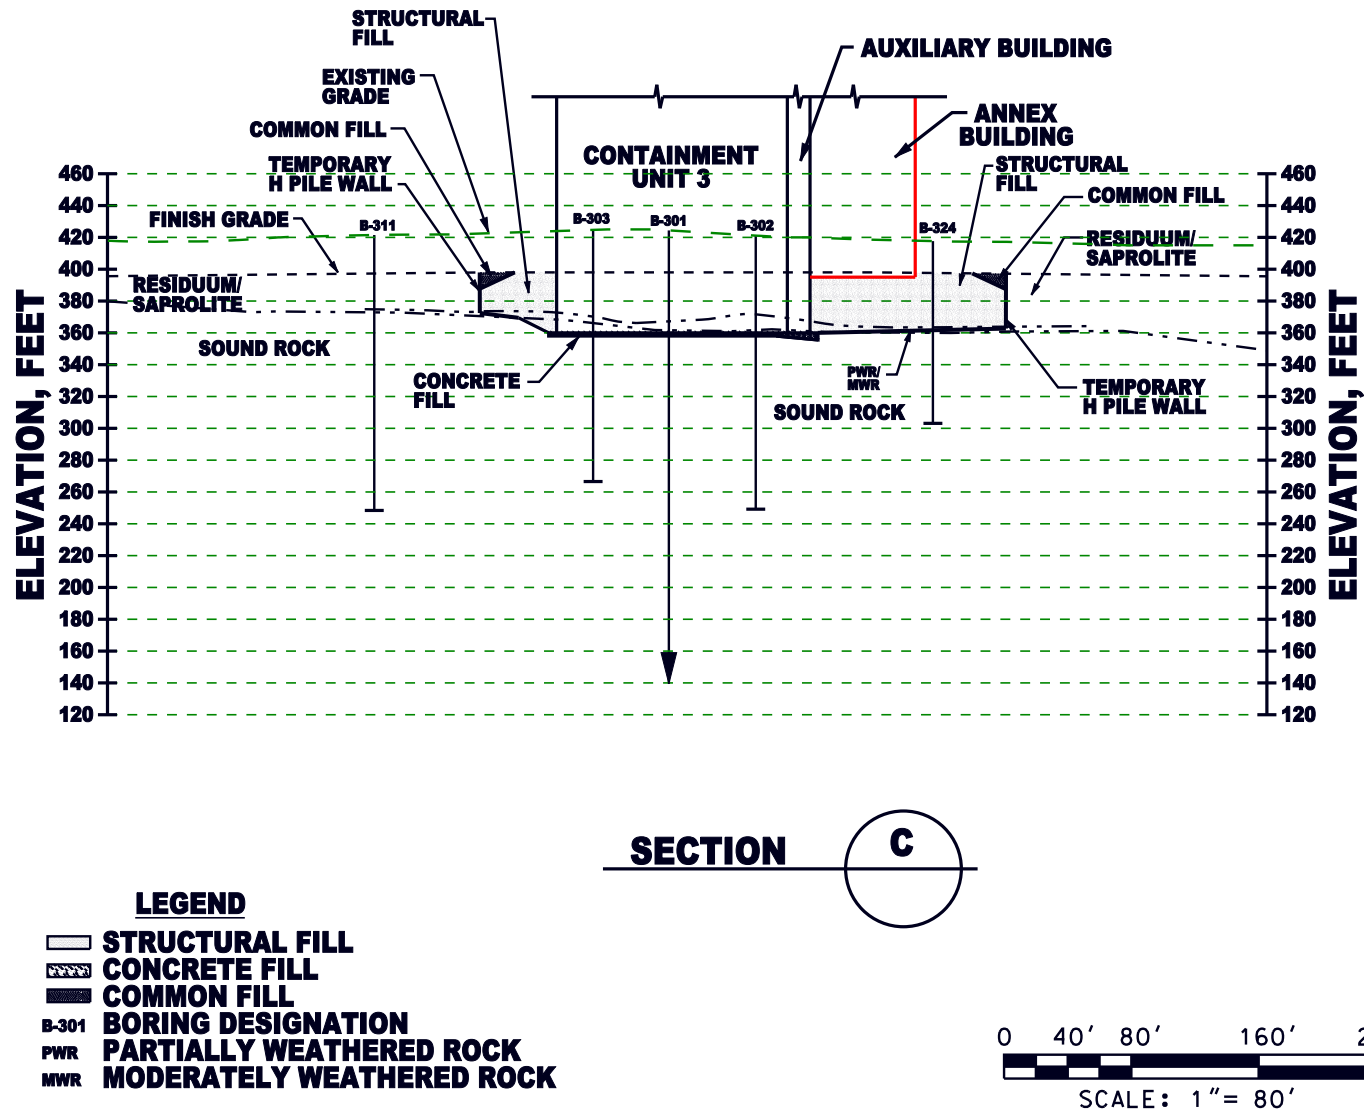 STRUCTURAL
FILL
AUXILIARY BUILDING
EXISTING
GRADE
ANNEX
BUILDING
COMMON FILL
CONTAINMENT
UNIT 3
TEMPORARY
H PILE WALL
STRUCTURAL
FILL
COMMON FILL
FINISH GRADE
B-311
B-303
B-301
B-302
B-324
RESIDUUM/
SAPROLITE
RESIDUUM/
SAPROLITE
SOUND ROCK
CONCRETE
FILL
PWR/
MWR
SOUND ROCK
TEMPORARY
H PILE WALL
ELEVATION, FEET
460
440
420
400
380
360
340
320
300
280
260
240
220
200
180
160
140
120
460
440
420
400
380
360
340
320
300
280
260
240
220
200
180
160
140
120
ELEVATION, FEET
SECTION C
LEGEND
STRUCTURAL FILL
CONCRETE FILL
COMMON FILL
B-301 BORING DESIGNATION
PWR PARTIALLY WEATHERED ROCK
MWR MODERATELY WEATHERED ROCK
0 40' 80' 160'
SCALE: 1"= 80'